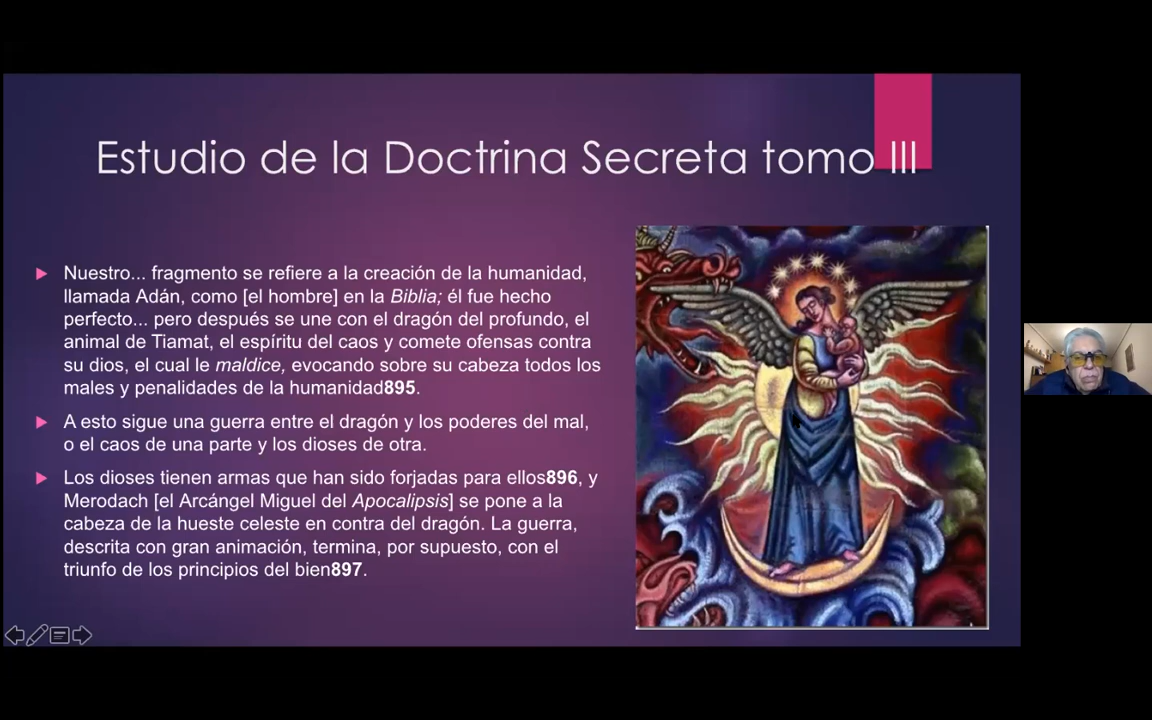 Estudio de la Doctrina Secreta tomo III
Nuestro... fragmento se refiere a la creación de la humanidad,
llamada Adán, como [el hombre] en la Biblia; él fue hecho
perfecto... pero después se une con el dragón del profundo, el
animal de Tiamat, el espíritu del caos y comete ofensas contra
su dios, el cual le maldice, evocando sobre su cabeza todos los
males y penalidades de la humanidad895.
A esto sigue una guerra entre el dragón y los poderes del mal,
o el caos de una parte y los dioses de otra.
Los dioses tienen armas que han sido forjadas para ellos896, y
Merodach [el Arcángel Miguel del Apocalipsis] se pone a la
cabeza de la hueste celeste en contra del dragón. La guerra,
descrita con gran animación, termina, por supuesto, con el
triunfo de los principios del bien897.